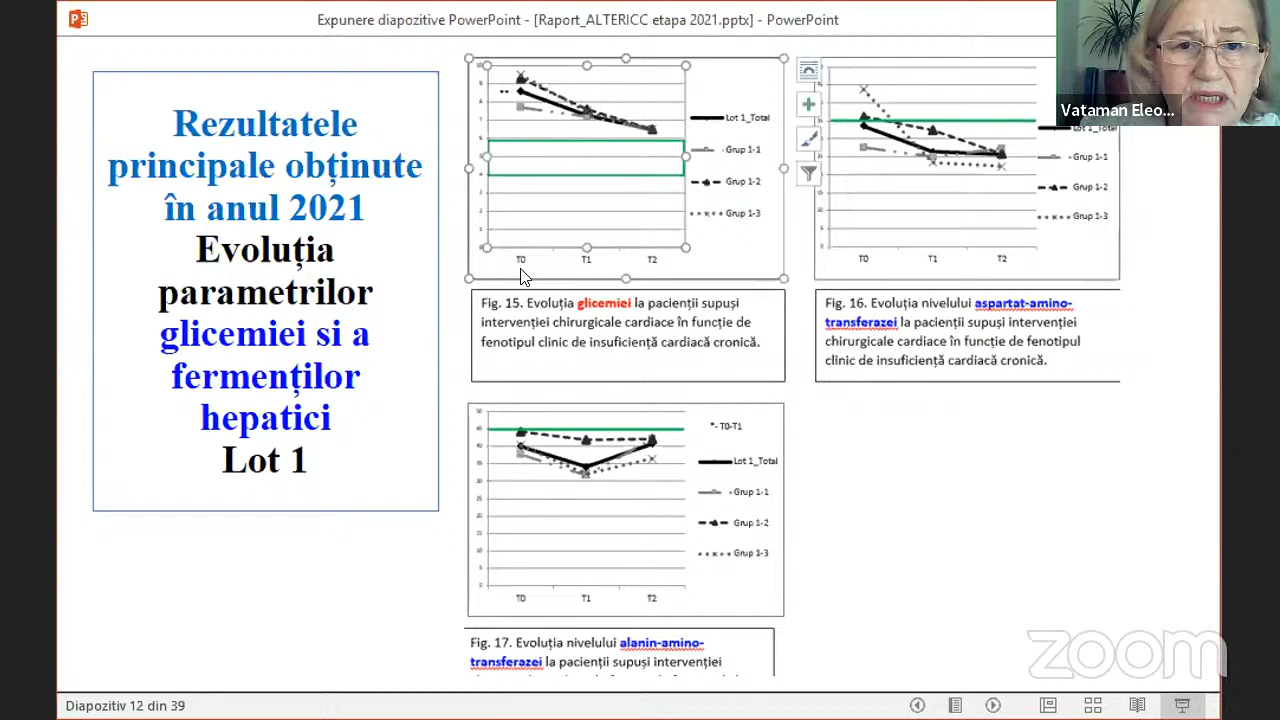 Expunere diapozitive PowerPoint - [Raport_ALTERICC etapa 2021.pptx] - PowerPoint
Vataman Eleo...
Rezultatele
principale obținute
în anul 2021
Evoluția
parametrilor
glicemiei si a
fermenților
hepatici
Lot 1
Lot 1_Total
Grup 1-1
Grup 1-2
Grup 1-3
T0 T1 T2
Fig. 15. Evoluția glicemiei la pacienții supuși
intervenției chirurgicale cardiace în funcție de
fenotipul clinic de insuficiență cardiacă cronică.
Lot 1_Total
Grup 1-1
Grup 1-2
Grup 1-3
T0 T1 T2
Fig. 16. Evoluția nivelului aspartat-amino-
transferazei la pacienții supuși intervenției
chirurgicale cardiace în funcție de fenotipul
clinic de insuficiență cardiacă cronică.
*- T0-T1
Lot 1_Total
Grup 1-1
Grup 1-2
Grup 1-3
T0 T1 T2
Fig. 17. Evoluția nivelului alanin-amino-
transferazei la pacienții supuși intervenției
zoom
Diapozitiv 12 din 39